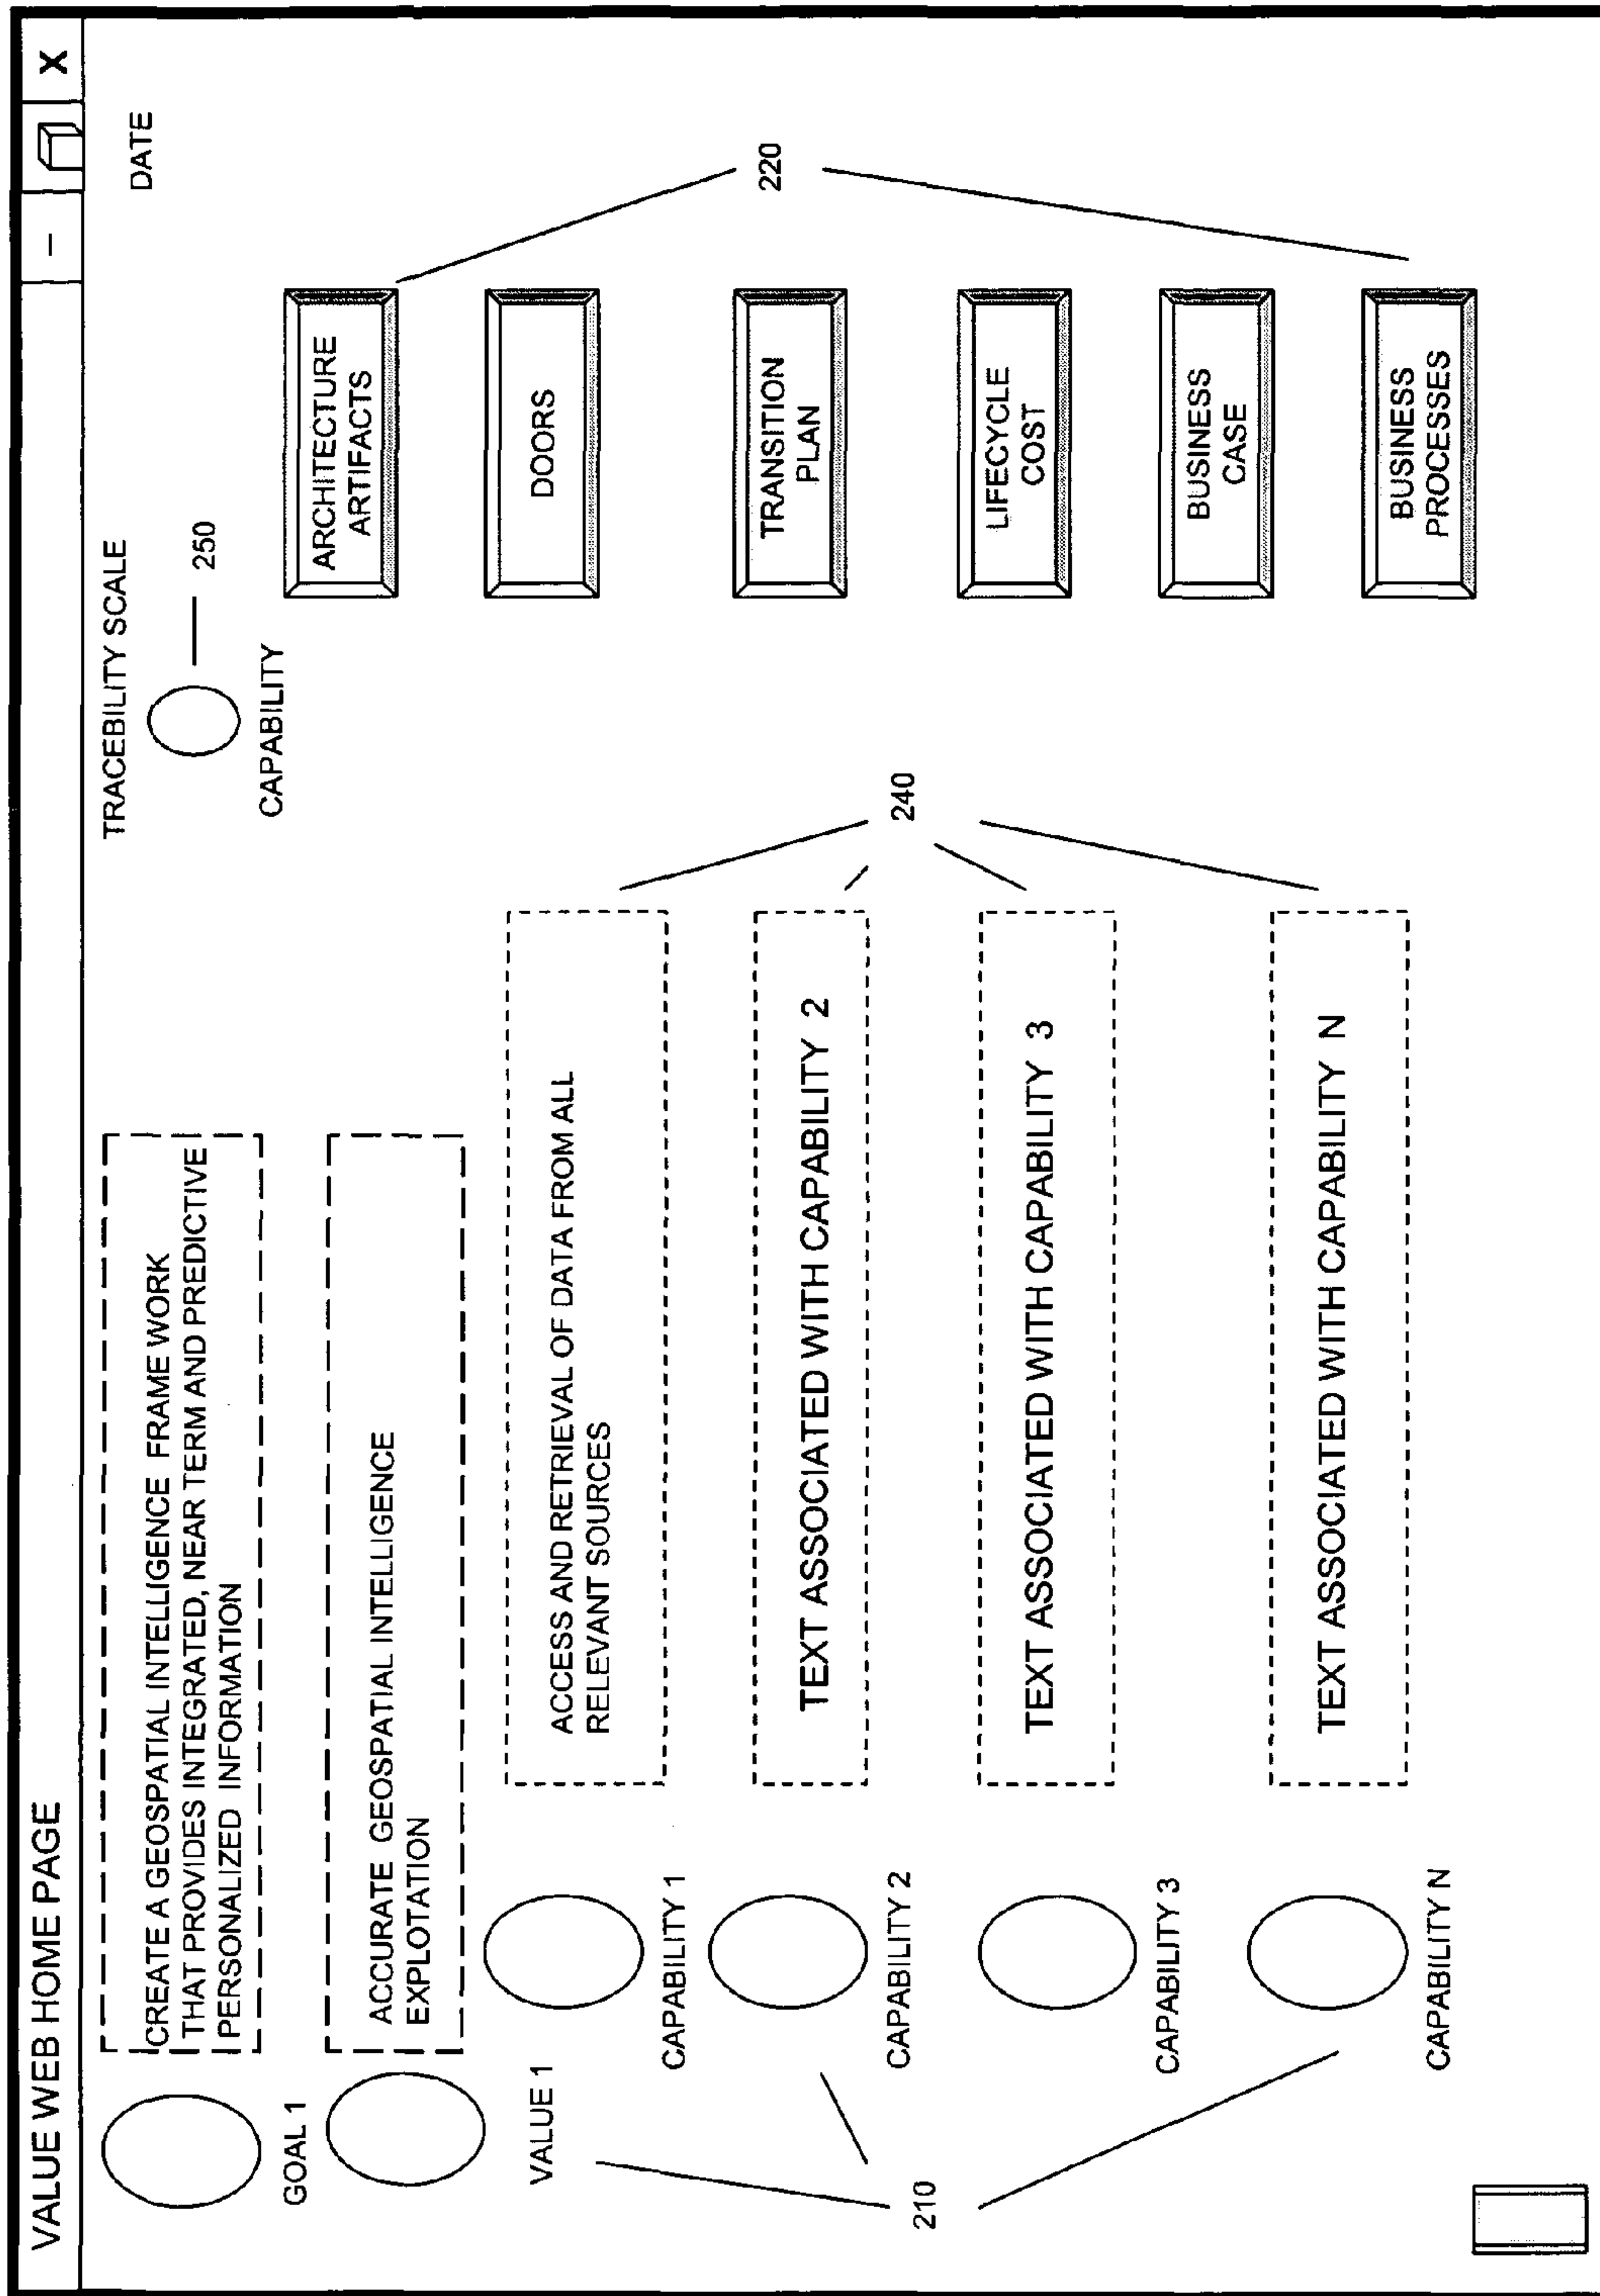 VALUE WEB HOME PAGE
–
X
DATE
TRACEBILITY SCALE
250
CAPABILITY
CREATE A GEOSPATIAL INTELLIGENCE FRAME WORK
THAT PROVIDES INTEGRATED, NEAR TERM AND PREDICTIVE
PERSONALIZED INFORMATION
GOAL 1
ACCURATE GEOSPATIAL INTELLIGENCE
EXPLOTATION
VALUE 1
ACCESS AND RETRIEVAL OF DATA FROM ALL
RELEVANT SOURCES
CAPABILITY 1
TEXT ASSOCIATED WITH CAPABILITY 2
CAPABILITY 2
TEXT ASSOCIATED WITH CAPABILITY 3
CAPABILITY 3
TEXT ASSOCIATED WITH CAPABILITY N
CAPABILITY N
210
240
ARCHITECTURE
ARTIFACTS
DOORS
TRANSITION
PLAN
LIFECYCLE
COST
BUSINESS
CASE
BUSINESS
PROCESSES
220